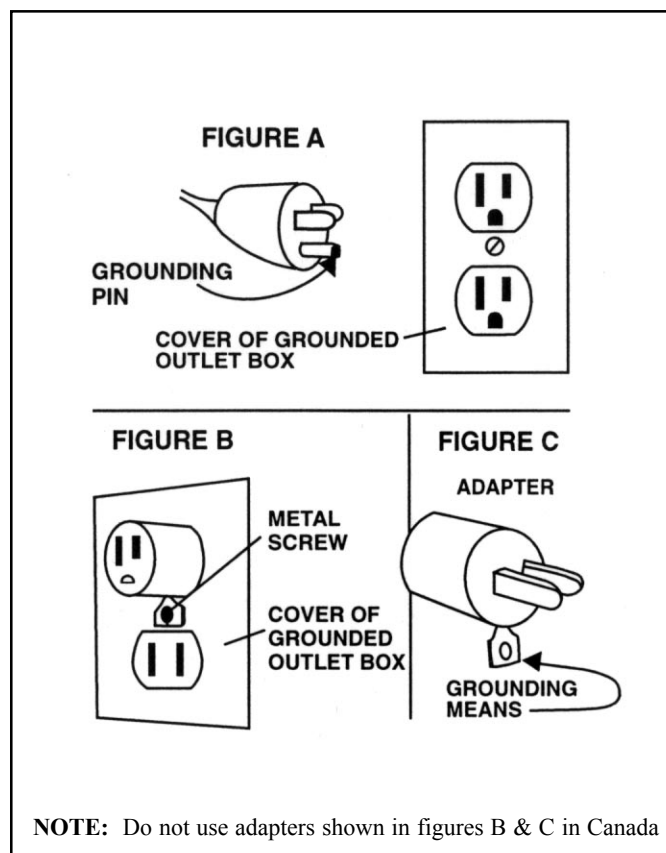 FIGURE A
GROUNDING
PIN
COVER OF GROUNDED
OUTLET BOX
FIGURE B
METAL
SCREW
COVER OF
GROUNDED
OUTLET BOX
FIGURE C
ADAPTER
GROUNDING
MEANS
NOTE: Do not use adapters shown in figures B & C in Canada